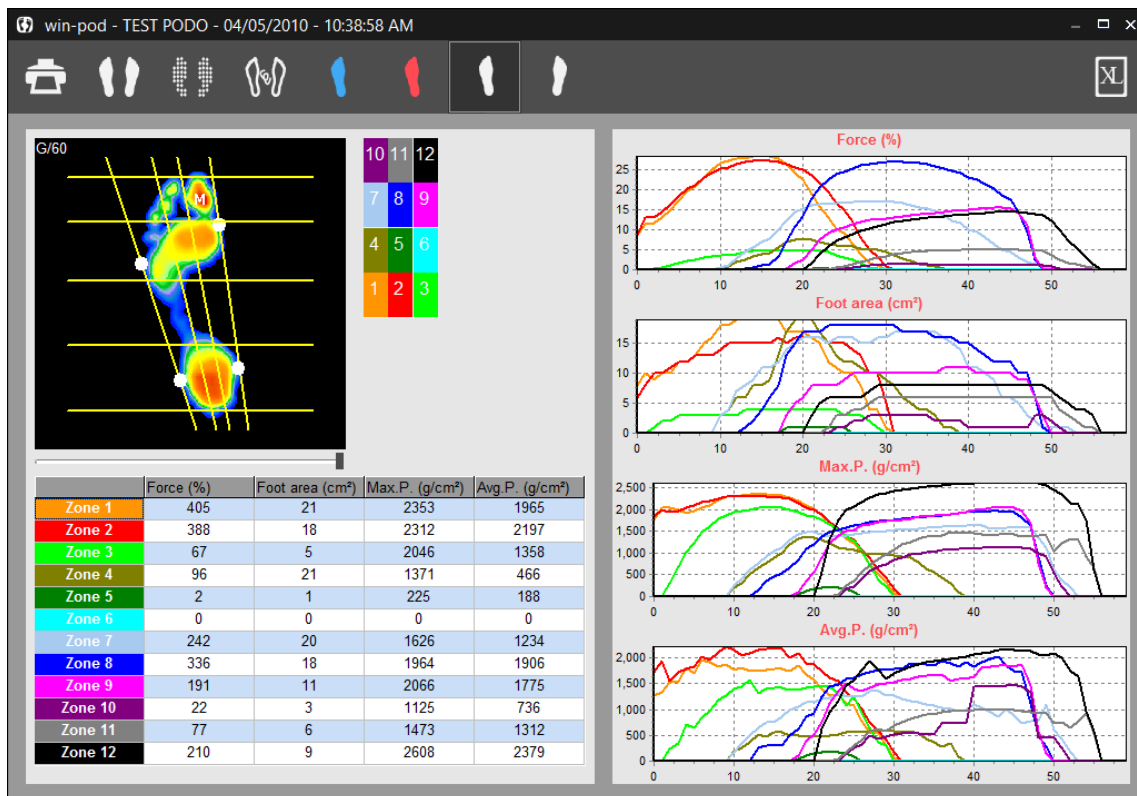 win-pod - TEST PODO - 04/05/2010 - 10:38:58 AM
XL
G/60
M
10 11 12
7 8 9
4 5 6
1 2 3
Force (%) Foot area (cm²) Max.P. (g/cm²) Avg.P. (g/cm²)
Zone 1 405 21 2353 1965
Zone 2 388 18 2312 2197
Zone 3 67 5 2046 1358
Zone 4 96 21 1371 466
Zone 5 2 1 225 188
Zone 6 0 0 0 0
Zone 7 242 20 1626 1234
Zone 8 336 18 1964 1906
Zone 9 191 11 2066 1775
Zone 10 22 3 1125 736
Zone 11 77 6 1473 1312
Zone 12 210 9 2608 2379
Force (%)
25
20
15
10
5
0
0 10 20 30 40 50
Foot area (cm²)
15
10
5
0
0 10 20 30 40 50
Max.P. (g/cm²)
2,500
2,000
1,500
1,000
500
0
0 10 20 30 40 50
Avg.P. (g/cm²)
2,000
1,500
1,000
500
0
0 10 20 30 40 50